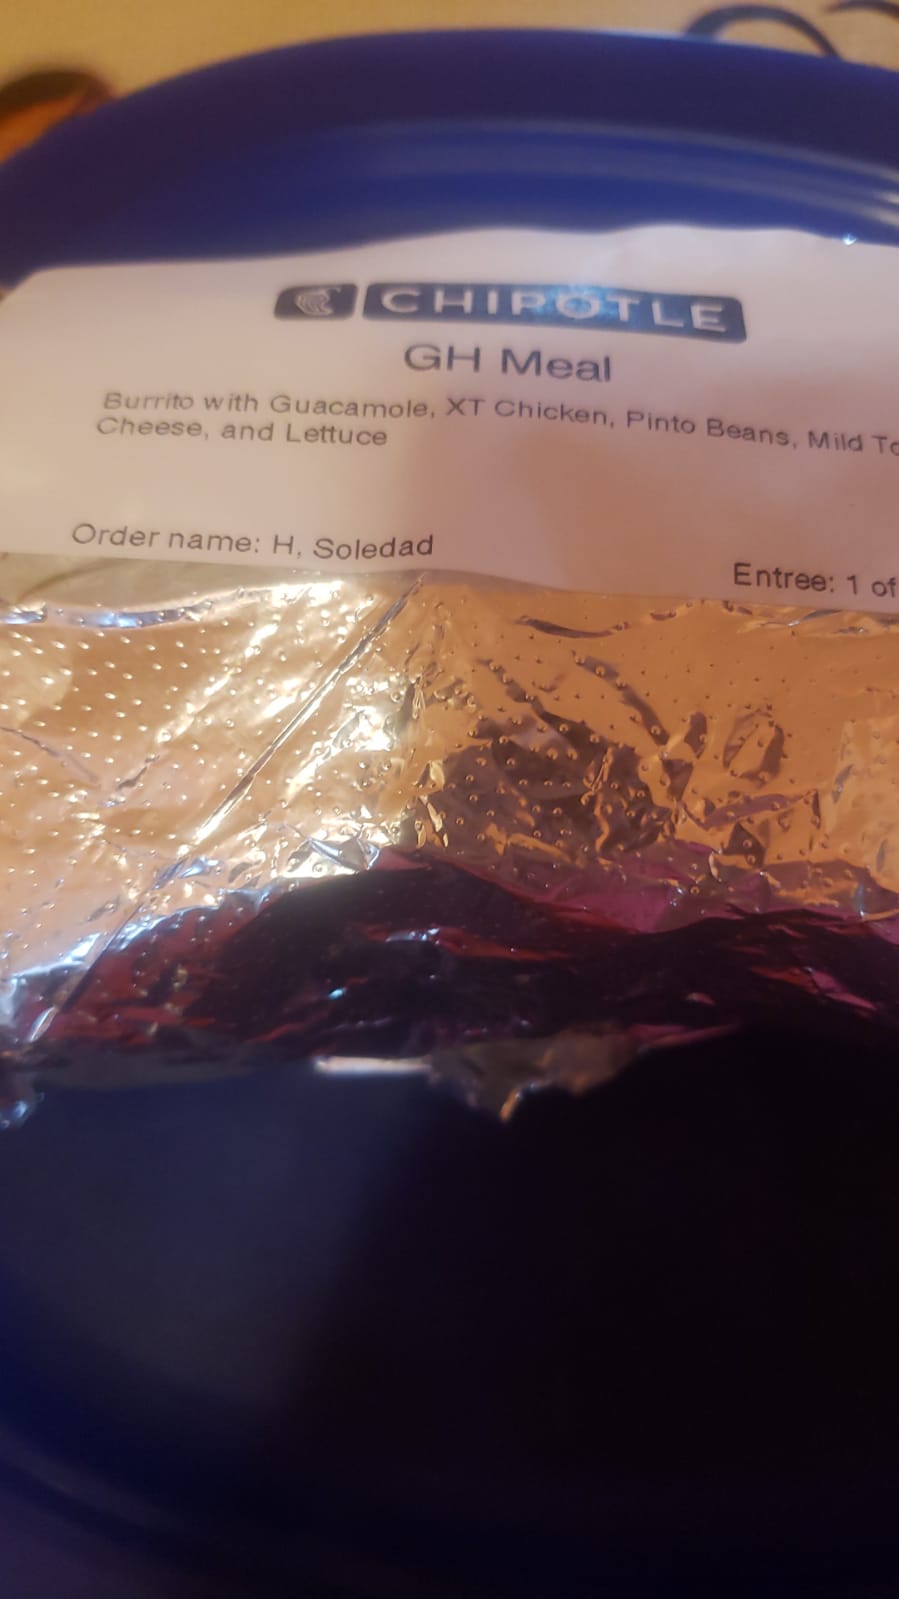 CHIPOTLE
GH Meal
Burrito with Guacamole, XT Chicken, Pinto Beans, Mild
Cheese, and Lettuce
Order name: H, Soledad
Entree: 1 of